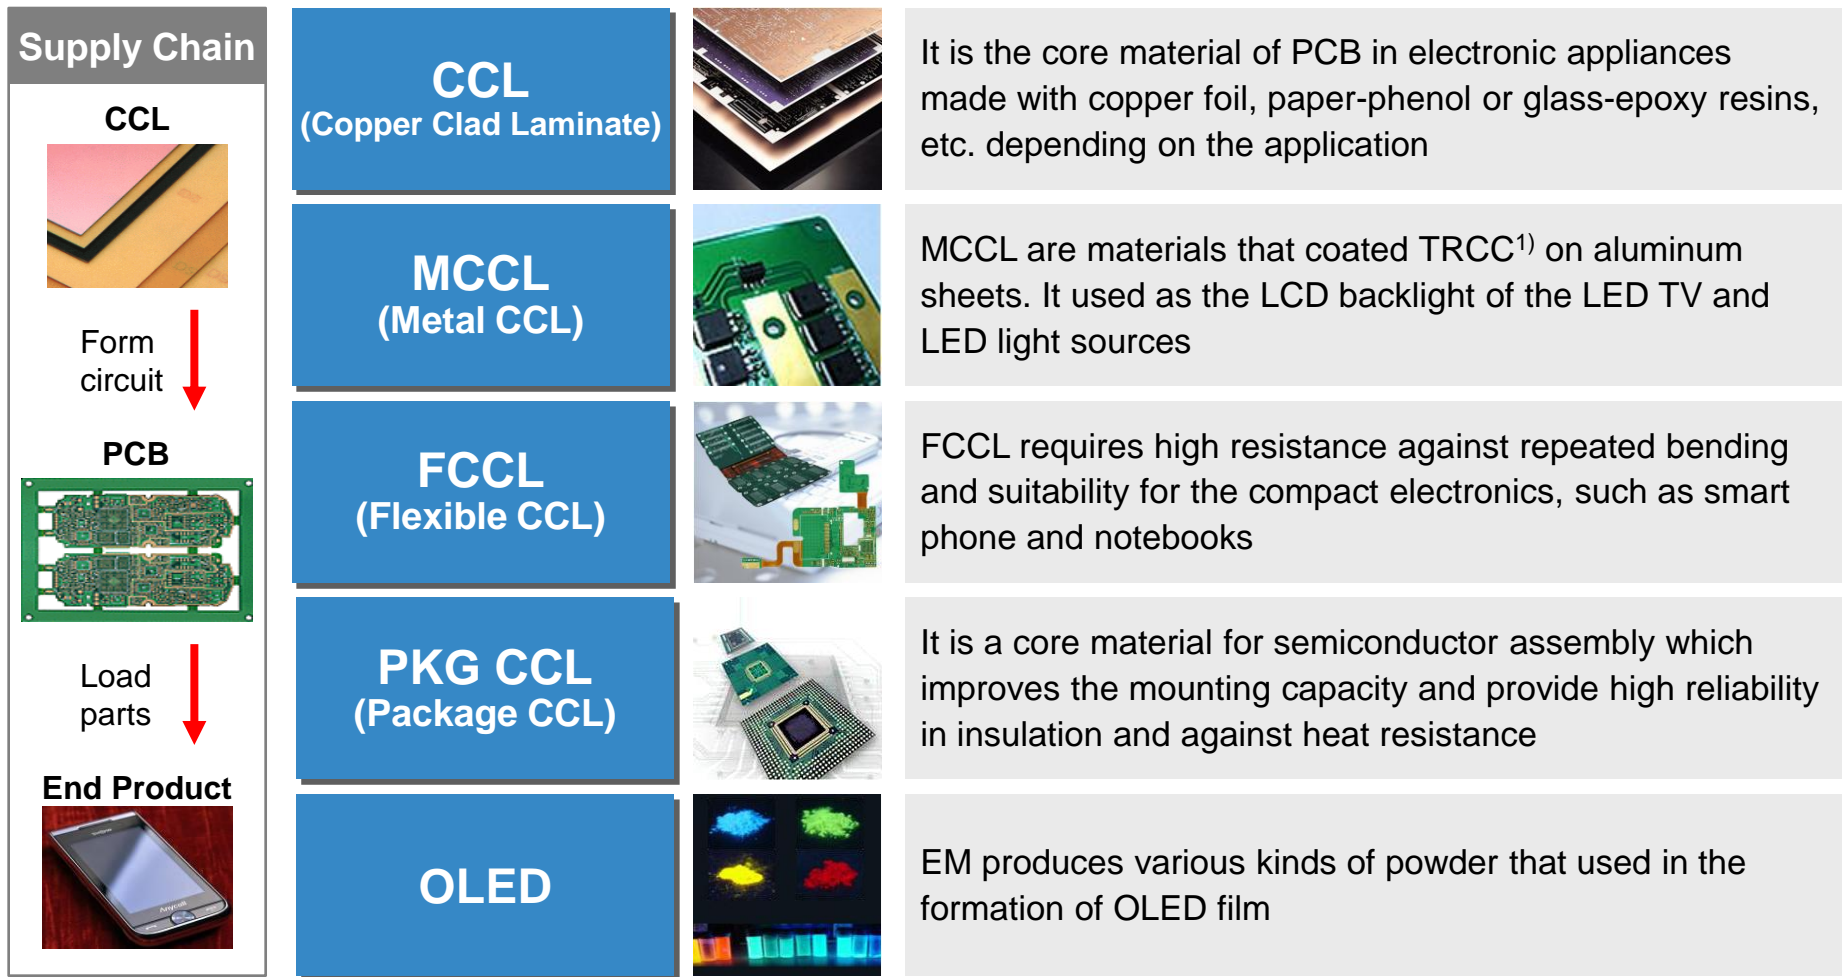 Supply Chain
CCL
Form
circuit
PCB
Load
parts
End Product
Anycall
CCL
(Copper Clad Laminate)
It is the core material of PCB in electronic appliances
made with copper foil, paper-phenol or glass-epoxy resins,
etc. depending on the application
MCCL
(Metal CCL)
MCCL are materials that coated TRCC1) on aluminum
sheets. It used as the LCD backlight of the LED TV and
LED light sources
FCCL
(Flexible CCL)
FCCL requires high resistance against repeated bending
and suitability for the compact electronics, such as smart
phone and notebooks
PKG CCL
(Package CCL)
It is a core material for semiconductor assembly which
improves the mounting capacity and provide high reliability
in insulation and against heat resistance
OLED
EM produces various kinds of powder that used in the
formation of OLED film